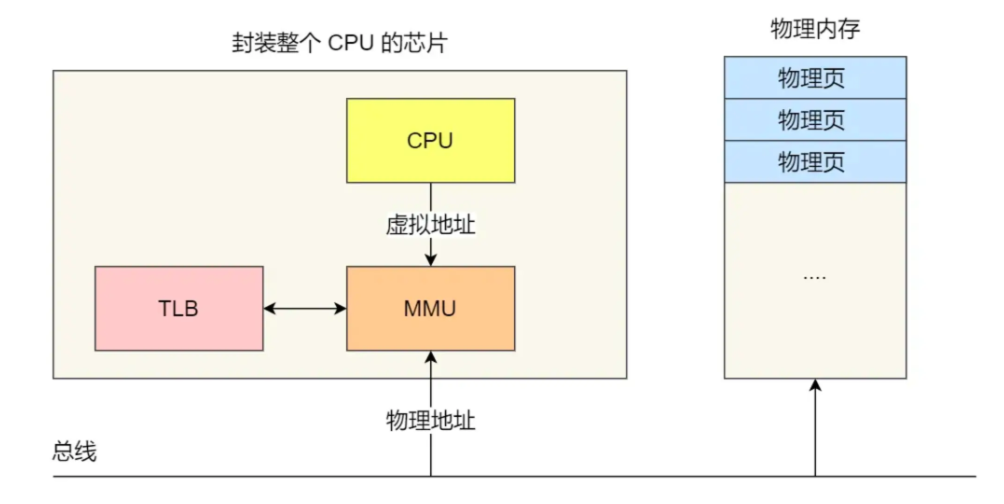 封装整个 CPU 的芯片
物理内存
物理页
物理页
物理页
CPU
虚拟地址
....
TLB
MMU
物理地址
总线